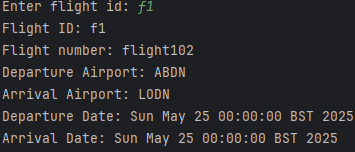 Enter flight id: f1
Flight ID: f1
Flight number: flight102
Departure Airport: ABDN
Arrival Airport: LODN
Departure Date: Sun May 25 00:00:00 BST 2025
Arrival Date: Sun May 25 00:00:00 BST 2025